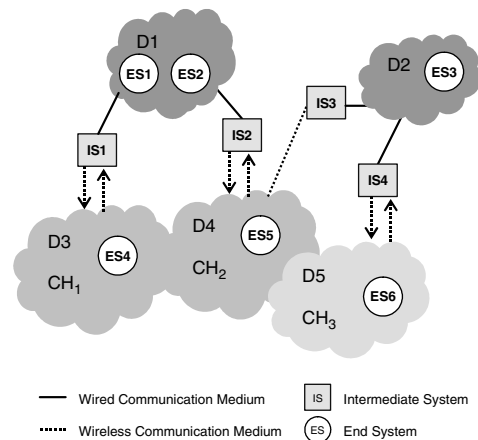 D1
ES1 ES2
D2 ES3
IS3
IS1
IS2
IS4
D3
ES4
CH1
D4
ES5
CH2
D5
ES6
CH3
Wired Communication Medium
IS Intermediate System
Wireless Communication Medium
ES End System